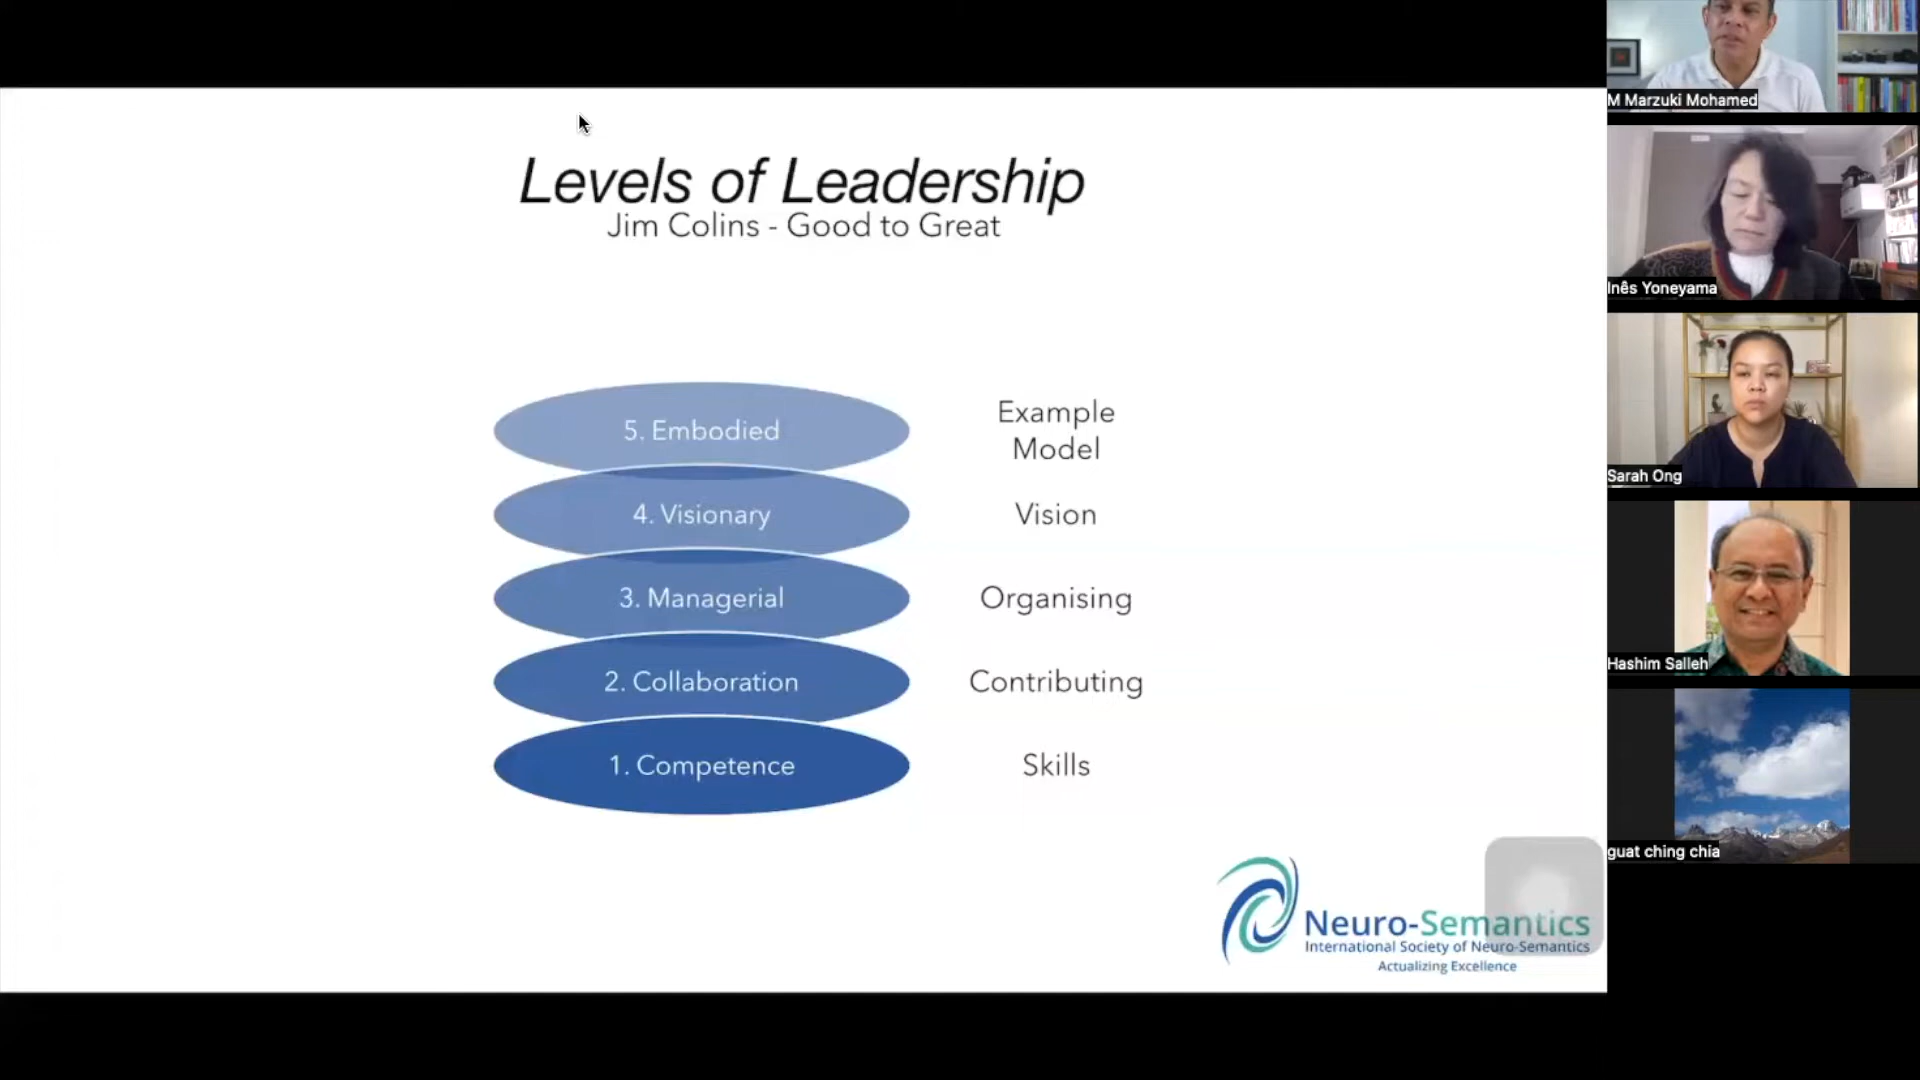 Levels of Leadership
Jim Colins - Good to Great
5. Embodied
Example
Model
4. Visionary
Vision
3. Managerial
Organising
2. Collaboration
Contributing
1. Competence
Skills
Neuro-Semantics
International Society of Neuro-Semantics
Actualizing Excellence
M Marzuki Mohamed
Inês Yoneyama
Sarah Ong
Hashim Salleh
guat ching chia